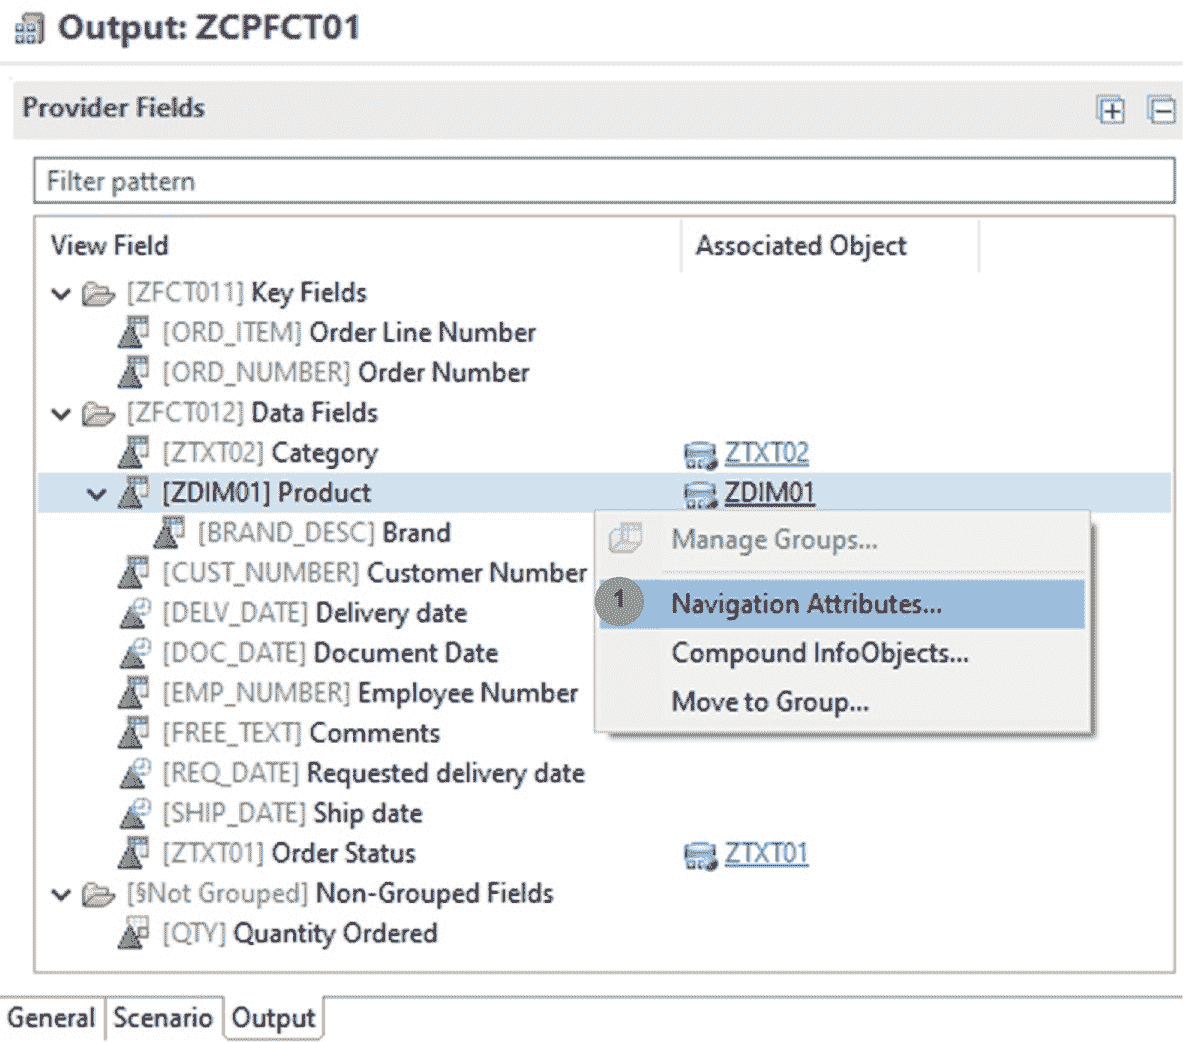 Output: ZCPFCT01
Provider Fields
Filter pattern
View Field Associated Object
[ZFCT011] Key Fields
[ORD_ITEM] Order Line Number
[ORD_NUMBER] Order Number
[ZFCT012] Data Fields
[ZTXT02] Category ZTXT02
[ZDIM01] Product ZDIM01
[BRAND_DESC] Brand
[CUST_NUMBER] Customer Number
[DELV_DATE] Delivery date
[DOC_DATE] Document Date
[EMP_NUMBER] Employee Number
[FREE_TEXT] Comments
[REQ_DATE] Requested delivery date
[SHIP_DATE] Ship date
[ZTXT01] Order Status ZTXT01
[§Not Grouped] Non-Grouped Fields
[QTY] Quantity Ordered
Manage Groups...
1 Navigation Attributes...
Compound InfoObjects...
Move to Group...
General Scenario Output